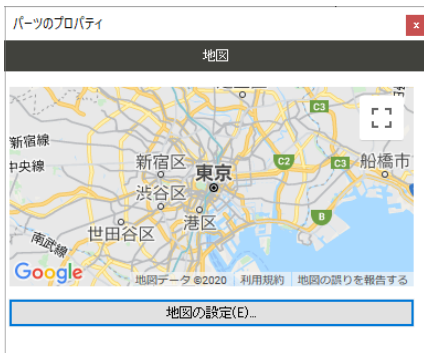 パーツのプロパティ
x
地図
C3
新宿線
中央線
新宿区
東京
C2
C3
船橋市
渋谷区
港区
B
世田谷区
南武線
Google
地図データ ©2020 利用規約 地図の誤りを報告する
地図の設定(E)...